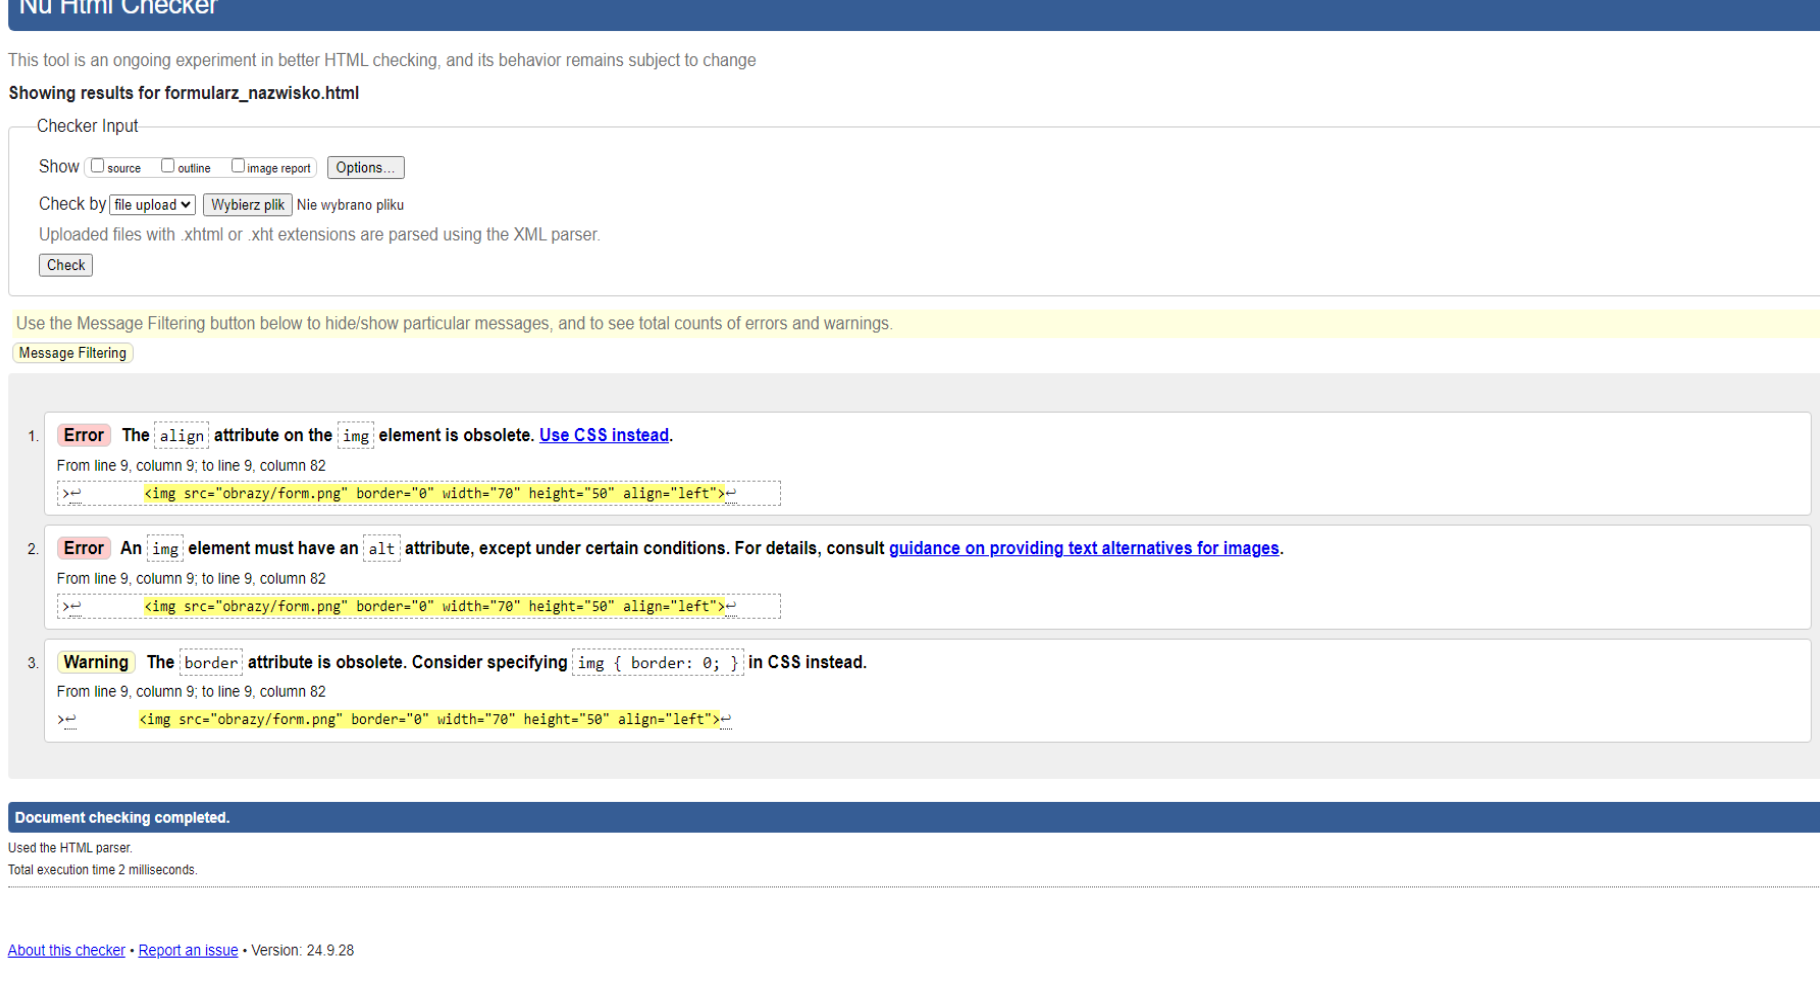 Nu Html Checker
This tool is an ongoing experiment in better HTML checking, and its behavior remains subject to change
Showing results for formularz_nazwisko.html
Checker Input
Show source outline image report Options...
Check by file upload Wybierz plik Nie wybrano pliku
Uploaded files with .xhtml or .xht extensions are parsed using the XML parser.
Check
Use the Message Filtering button below to hide/show particular messages, and to see total counts of errors and warnings.
Message Filtering
1. Error The align attribute on the img element is obsolete. Use CSS instead.
From line 9, column 9; to line 9, column 82
>↩ <img src="obrazy/form.png" border="0" width="70" height="50" align="left">↩
2. Error An img element must have an alt attribute, except under certain conditions. For details, consult guidance on providing text alternatives for images.
From line 9, column 9; to line 9, column 82
>↩ <img src="obrazy/form.png" border="0" width="70" height="50" align="left">↩
3. Warning The border attribute is obsolete. Consider specifying img { border: 0; } in CSS instead.
From line 9, column 9; to line 9, column 82
>↩ <img src="obrazy/form.png" border="0" width="70" height="50" align="left">↩
Document checking completed.
Used the HTML parser.
Total execution time 2 milliseconds.
About this checker • Report an issue • Version: 24.9.28